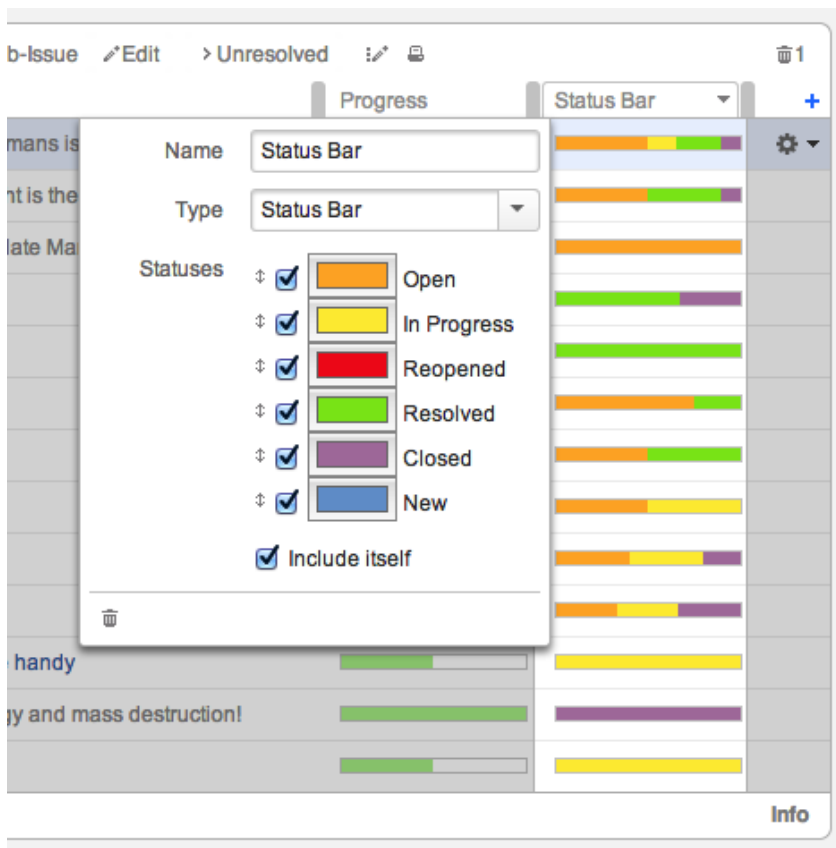 b-Issue Edit > Unresolved 1
Progress Status Bar +
mans is
Name Status Bar
nt is the
Type Status Bar
late Ma
Statuses
Open
In Progress
Reopened
Resolved
Closed
New
Include itself
handy
gy and mass destruction!
Info